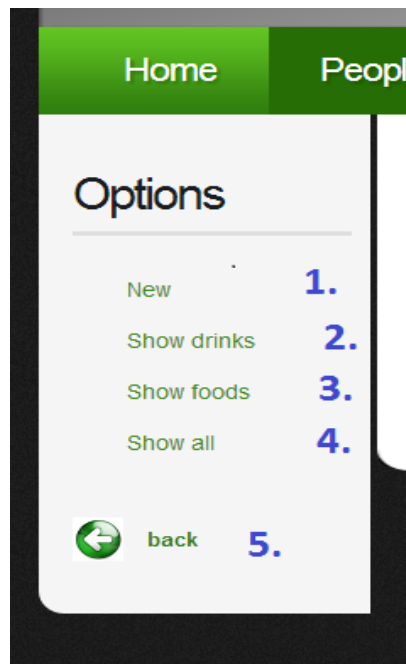 Home Peopl
Options
New 1.
Show drinks 2.
Show foods 3.
Show all 4.
back 5.